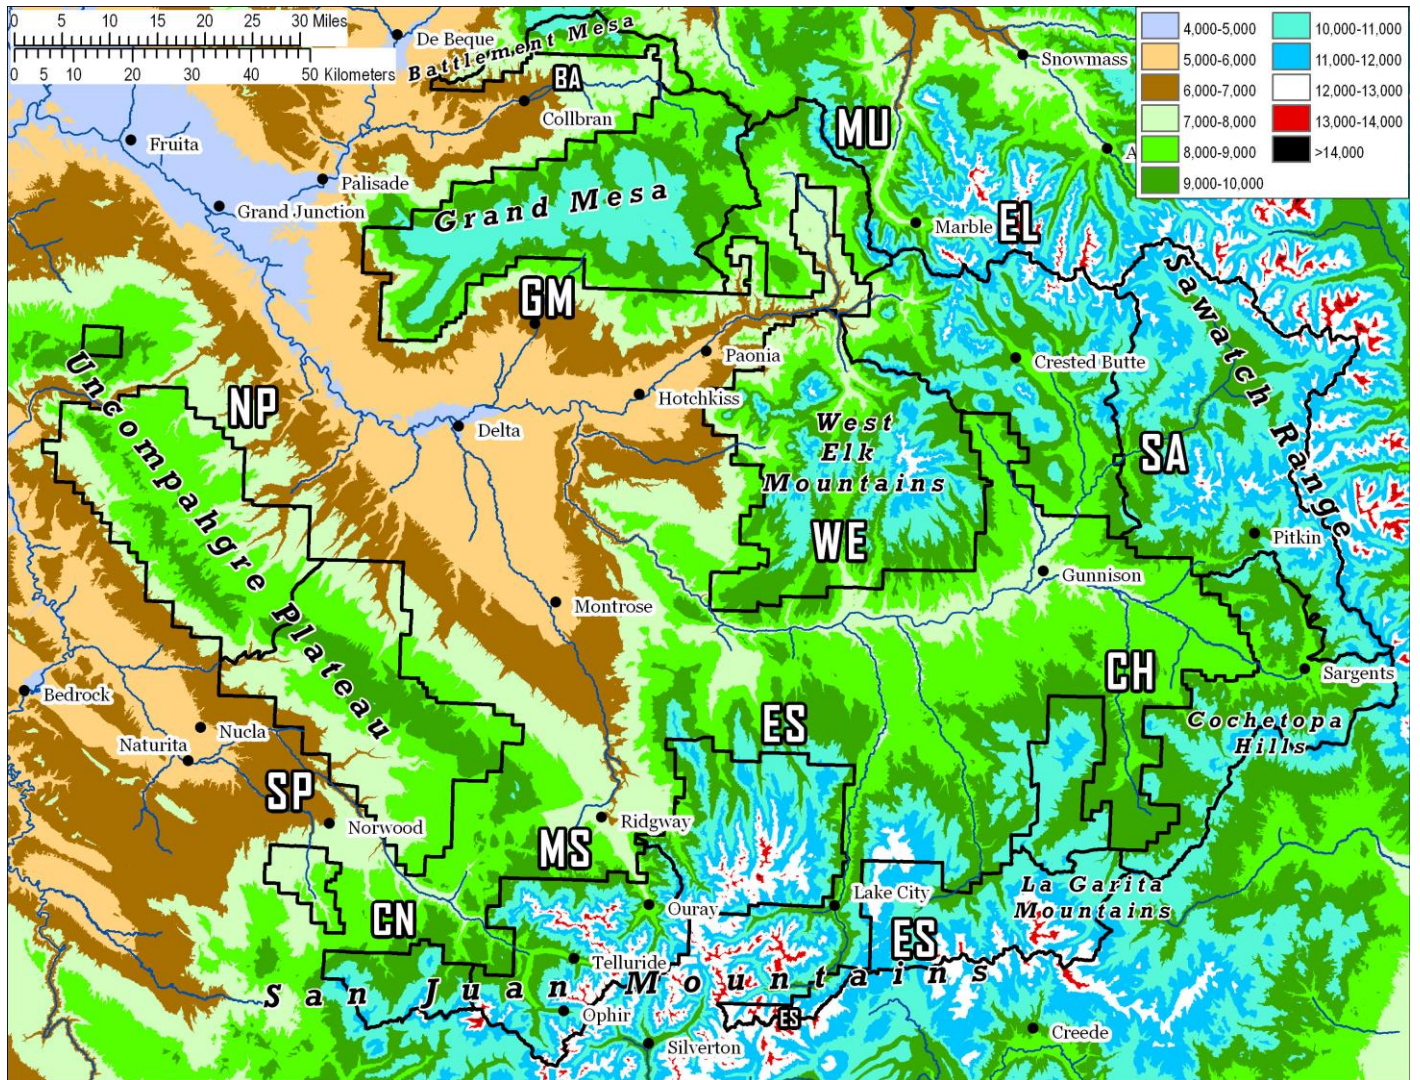 0 5 10 15 20 25 30 Miles
0 5 10 20 30 40 50 Kilometers
4,000-5,000
5,000-6,000
6,000-7,000
7,000-8,000
8,000-9,000
9,000-10,000
10,000-11,000
11,000-12,000
12,000-13,000
13,000-14,000
>14,000
De Beque
Battlement Mesa
BA
Collbran
Snowmass
A
MU
Fruita
Palisade
Grand Junction
Grand Mesa
Marble
EL
GM
Sawatch Range
Paonia
Crested Butte
Hotchkiss
Uncompahgre Plateau
NP
Delta
West
Elk
Mountains
SA
WE
Pitkin
Gunnison
Montrose
Bedrock
CH
Sargents
Nucla
Naturita
ES
Cochetopa
Hills
SP
Norwood
Ridgway
MS
Lake City
La Garita
Mountains
Ouray
CN
ES
Telluride
San Juan Mountains
Ophir
ES
Silverton
Creede